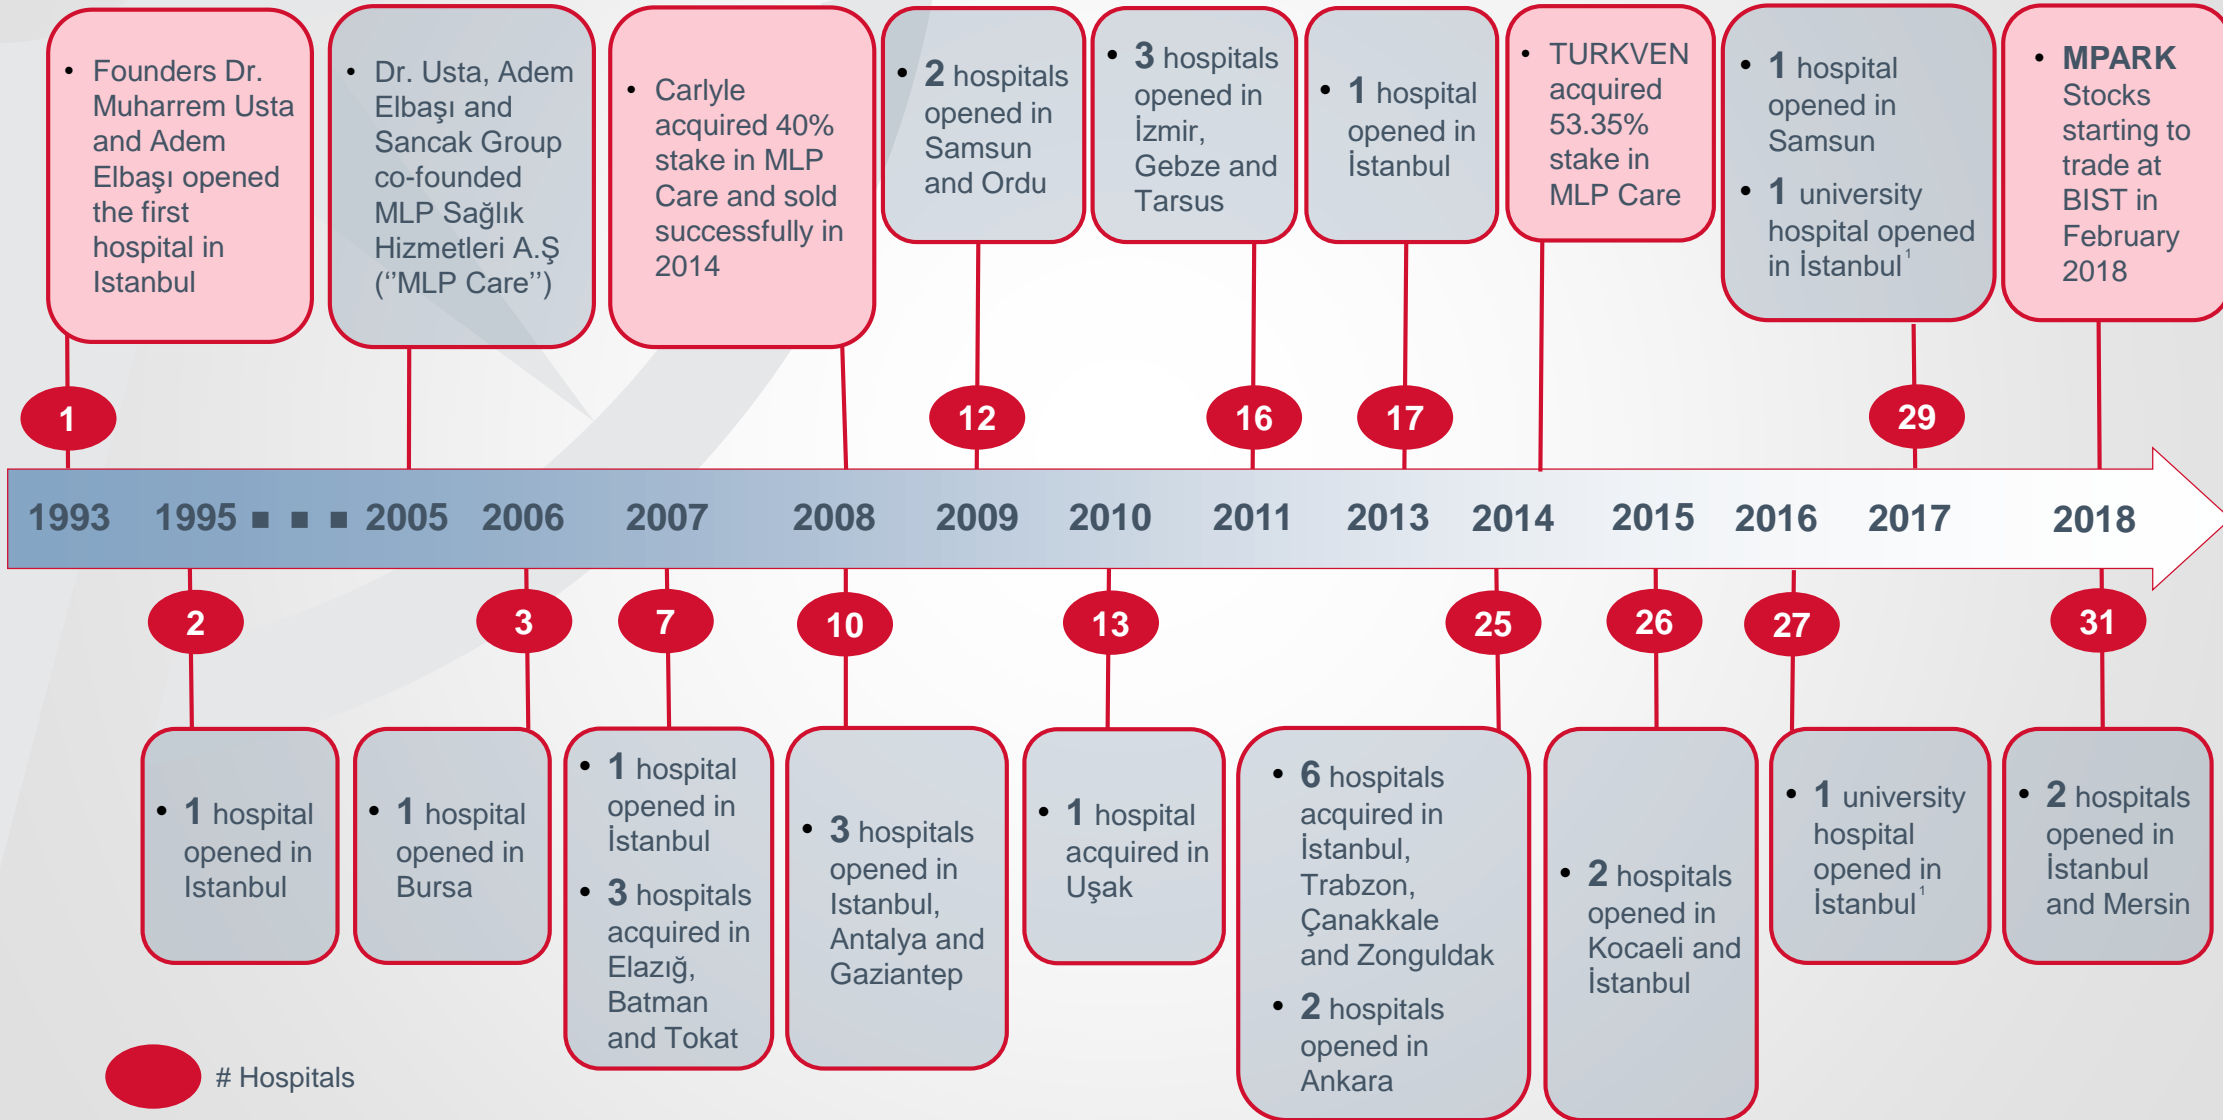 • Founders Dr.
Muharrem Usta
and Adem
Elbaşı opened
the first
hospital in
Istanbul
• Dr. Usta, Adem
Elbaşı and
Sancak Group
co-founded
MLP Sağlık
Hizmetleri A.Ş
(‘’MLP Care’’)
• Carlyle
acquired 40%
stake in MLP
Care and sold
successfully in
2014
• 2 hospitals
opened in
Samsun
and Ordu
• 3 hospitals
opened in
İzmir,
Gebze and
Tarsus
• 1 hospital
opened in
İstanbul
• TURKVEN
acquired
53.35%
stake in
MLP Care
• 1 hospital
opened in
Samsun
• 1 university
hospital opened
in İstanbul¹
• MPARK
Stocks
starting to
trade at
BIST in
February
2018
1
12
16
17
29
1993 1995 ■ ■ ■ 2005 2006 2007 2008 2009 2010 2011 2013 2014 2015 2016 2017 2018
2
3
7
10
13
25
26
27
31
• 1 hospital
opened in
Istanbul
• 1 hospital
opened in
Bursa
• 1 hospital
opened in
İstanbul
• 3 hospitals
acquired in
Elazığ,
Batman
and Tokat
• 3 hospitals
opened in
Istanbul,
Antalya and
Gaziantep
• 1 hospital
acquired in
Uşak
• 6 hospitals
acquired in
İstanbul,
Trabzon,
Çanakkale
and Zonguldak
• 2 hospitals
opened in
Ankara
• 2 hospitals
opened in
Kocaeli and
İstanbul
• 1 university
hospital
opened in
İstanbul¹
• 2 hospitals
opened in
İstanbul
and Mersin
# Hospitals